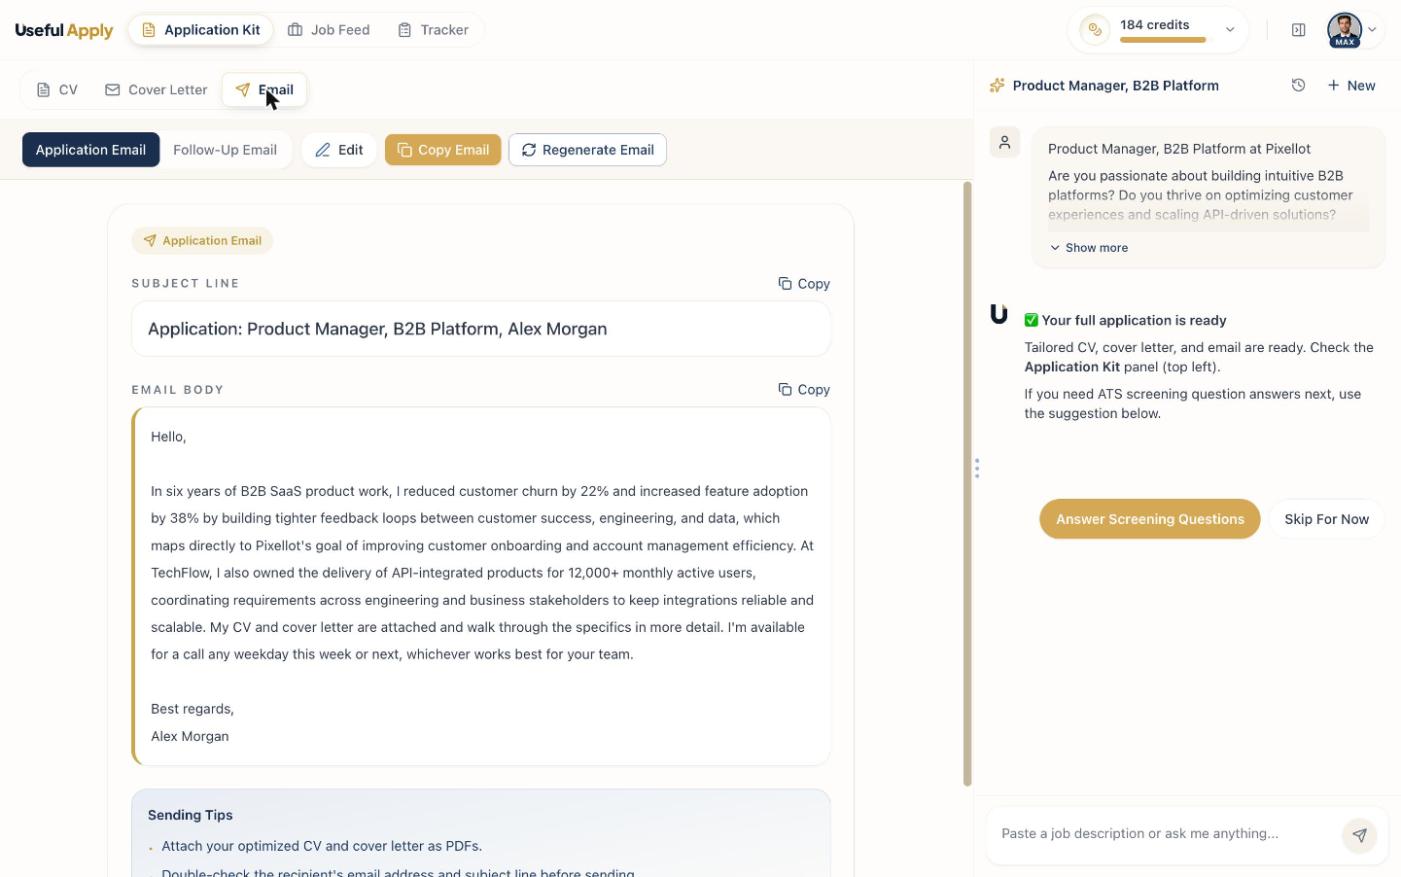 Useful Apply
Application Kit
Job Feed
Tracker
184 credits
MAX
CV
Cover Letter
Email
Application Email
Follow-Up Email
Edit
Copy Email
Regenerate Email
Application Email
SUBJECT LINE
Copy
Application: Product Manager, B2B Platform, Alex Morgan
EMAIL BODY
Copy
Hello,
In six years of B2B SaaS product work, I reduced customer churn by 22% and increased feature adoption
by 38% by building tighter feedback loops between customer success, engineering, and data, which
maps directly to Pixellot's goal of improving customer onboarding and account management efficiency. At
TechFlow, I also owned the delivery of API-integrated products for 12,000+ monthly active users,
coordinating requirements across engineering and business stakeholders to keep integrations reliable and
scalable. My CV and cover letter are attached and walk through the specifics in more detail. I'm available
for a call any weekday this week or next, whichever works best for your team.
Best regards,
Alex Morgan
Sending Tips
Attach your optimized CV and cover letter as PDFs.
Double-check the recipient's email address and subject line before sending.
Product Manager, B2B Platform
New
Product Manager, B2B Platform at Pixellot
Are you passionate about building intuitive B2B
platforms? Do you thrive on optimizing customer
experiences and scaling API-driven solutions?
Show more
✅ Your full application is ready
Tailored CV, cover letter, and email are ready. Check the
Application Kit panel (top left).
If you need ATS screening question answers next, use
the suggestion below.
Answer Screening Questions
Skip For Now
Paste a job description or ask me anything...